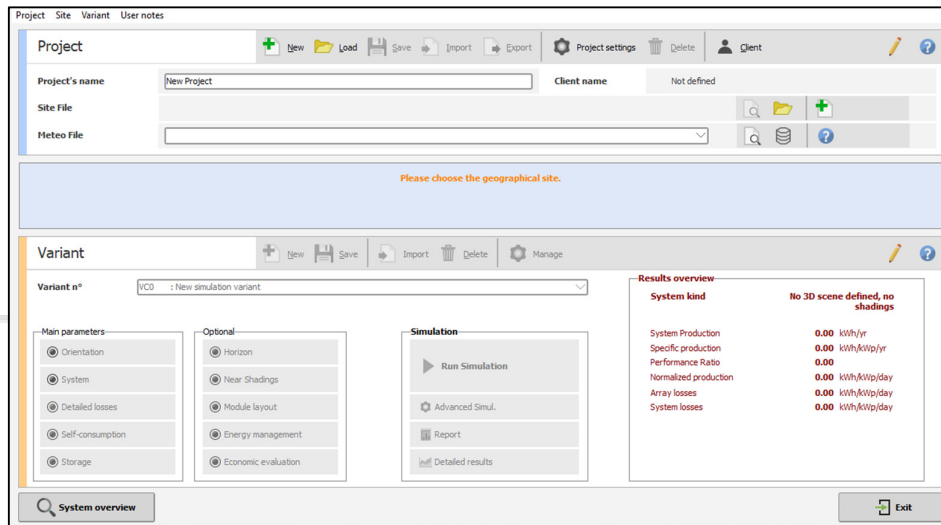 Project Site Variant User notes
Project New Load Save Import Export Project settings Delete Client
Project's name New Project Client name Not defined
Site File
Meteo File
Please choose the geographical site.
Variant New Save Import Delete Manage
Variant n° VC0 : New simulation variant
Results overview
System kind No 3D scene defined, no
shadings
System Production 0.00 kWh/yr
Specific production 0.00 kWh/kWp/yr
Performance Ratio 0.00
Normalized production 0.00 kWh/kWp/day
Array losses 0.00 kWh/kWp/day
System losses 0.00 kWh/kWp/day
Main parameters
Orientation
System
Detailed losses
Self-consumption
Storage
Optional
Horizon
Near Shadings
Module layout
Energy management
Economic evaluation
Simulation
Run Simulation
Advanced Simul.
Report
Detailed results
System overview
Exit